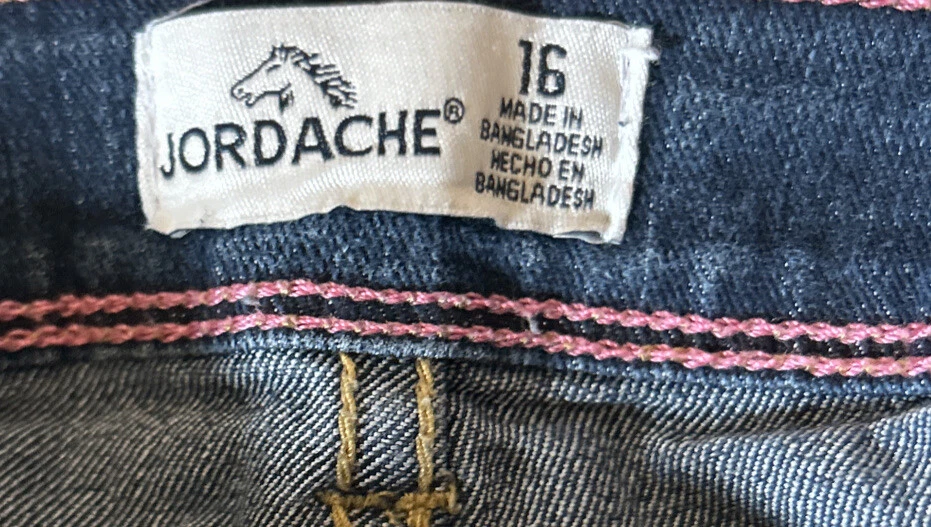 JORDACHE®
16
MADE IN
BANGLADESH
HECHO EN
BANGLADESH